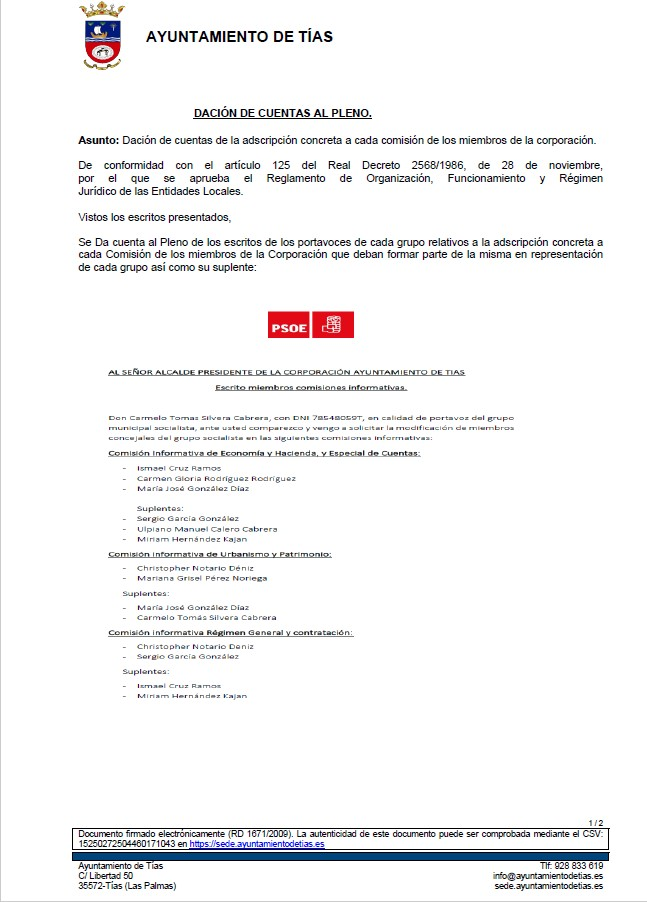 AYUNTAMIENTO DE TÍAS
DACIÓN DE CUENTAS AL PLENO.
Asunto: Dación de cuentas de la adscripción concreta a cada comisión de los miembros de la corporación.
De conformidad con el artículo 125 del Real Decreto 2568/1986, de 28 de noviembre,
por el que se aprueba el Reglamento de Organización, Funcionamiento y Régimen
Jurídico de las Entidades Locales.
Vistos los escritos presentados,
Se Da cuenta al Pleno de los escritos de los portavoces de cada grupo relativos a la adscripción concreta a
cada Comisión de los miembros de la Corporación que deban formar parte de la misma en representación
de cada grupo así como su suplente:
PSOE
AL SEÑOR ALCALDE PRESIDENTE DE LA CORPORACIÓN AYUNTAMIENTO DE TIAS
Escrito miembros comisiones informativas.
Don Carmelo Tomas Silvera Cabrera, con DNI 78548059T, en calidad de portavoz del grupo
municipal socialista, ante usted comparezco y vengo a solicitar la modificación de miembros
concejales del grupo socialista en las siguientes comisiones informativas:
Comisión Informativa de Economía y Hacienda, y Especial de Cuentas:
- Ismael Cruz Ramos
- Carmen Gloria Rodríguez Rodríguez
- María José González Díaz
Suplentes:
- Sergio García González
- Ulpiano Manuel Calero Cabrera
- Miriam Hernández Kajan
Comisión informativa de Urbanismo y Patrimonio:
- Christopher Notario Déniz
- Mariana Grisel Pérez Noriega
Suplentes:
- María José González Díaz
- Carmelo Tomás Silvera Cabrera
Comisión informativa Régimen General y contratación:
- Christopher Notario Deniz
- Sergio García González
Suplentes:
- Ismael Cruz Ramos
- Miriam Hernández Kajan
1 / 2
Documento firmado electrónicamente (RD 1671/2009). La autenticidad de este documento puede ser comprobada mediante el CSV:
15250272504460171043 en https://sede.ayuntamientodetias.es
Ayuntamiento de Tías
C/ Libertad 50
35572-Tías (Las Palmas)
Tlf: 928 833 619
info@ayuntamientodetias.es
sede.ayuntamientodetias.es